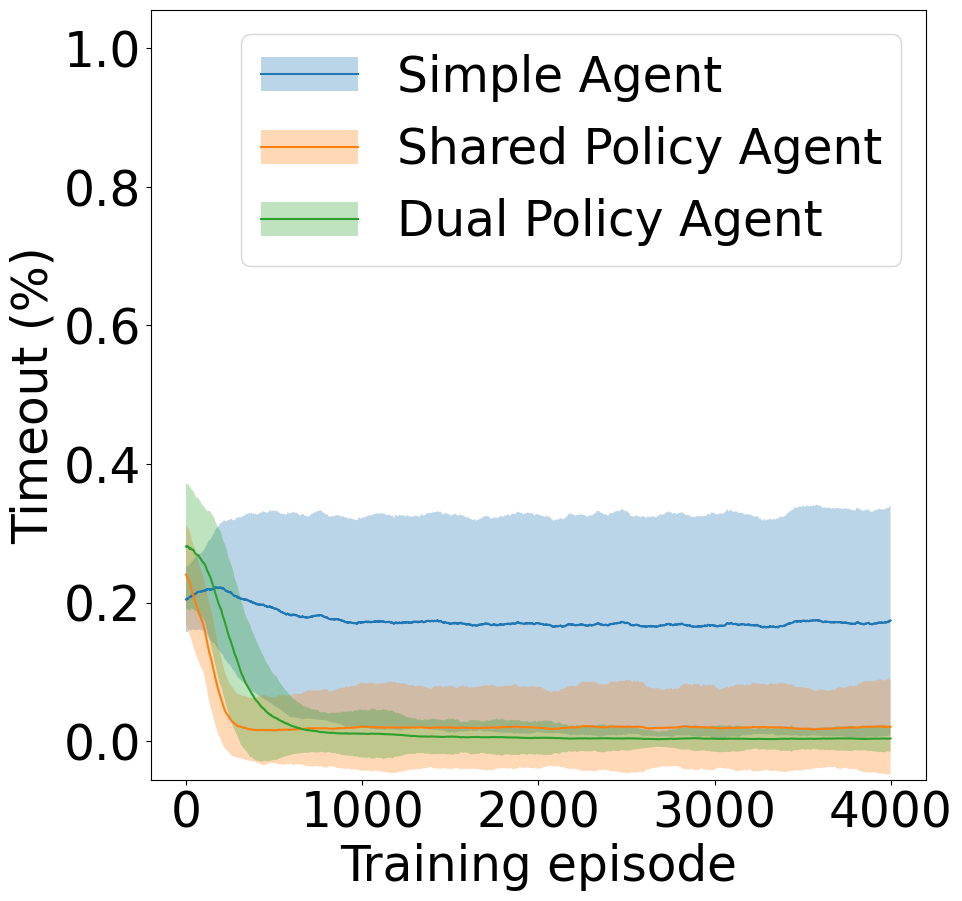 1.0
0.8
0.6
0.4
0.2
0.0
Timeout (%)
Simple Agent
Shared Policy Agent
Dual Policy Agent
0 1000 2000 3000 4000
Training episode